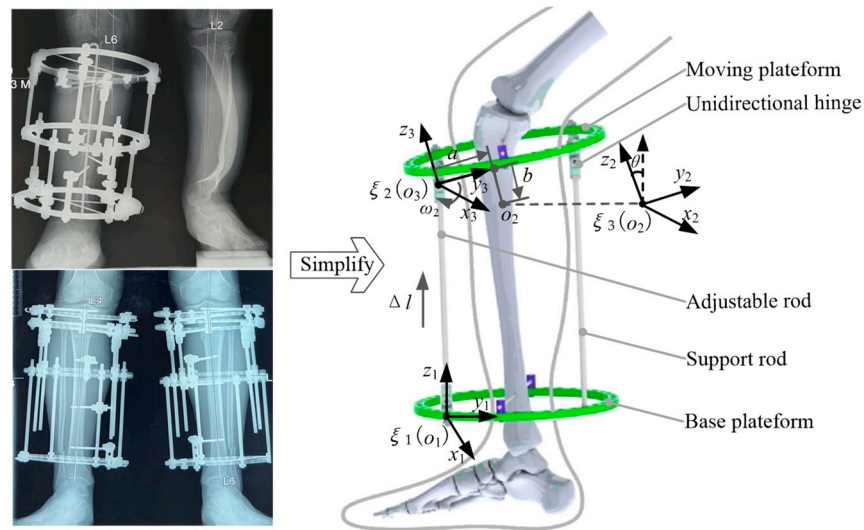 L6
3 M
L2
L6
Simplify
Moving plateform
Unidirectional hinge
z3
a
y3
b
ξ2(o3)
ω2
x3
o2
z2
θ
y2
ξ3(o2)
x2
Δl
Adjustable rod
Support rod
z1
y1
Base plateform
ξ1(o1)
x1